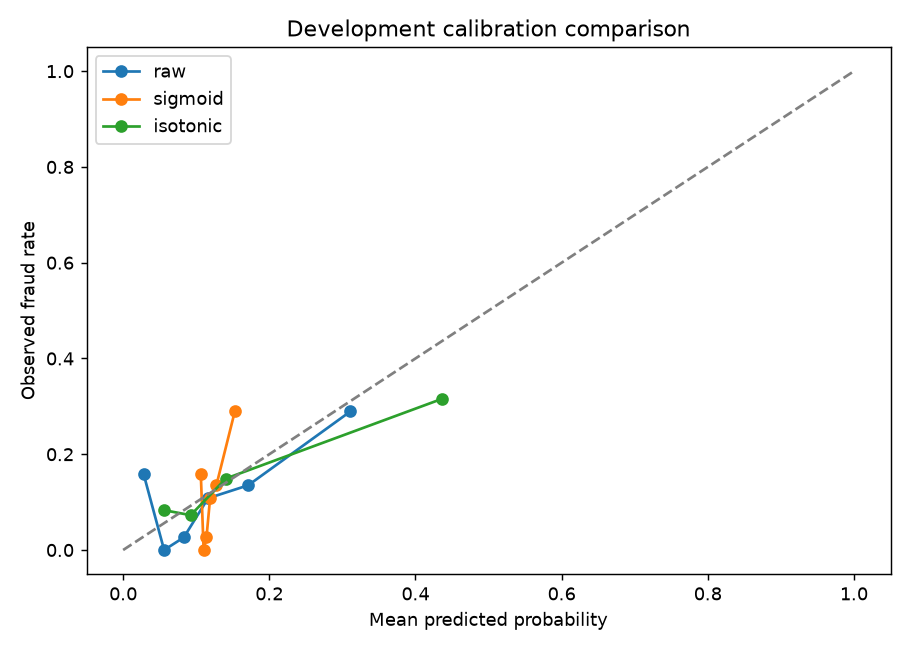 Development calibration comparison
raw
sigmoid
isotonic
1.0
0.8
0.6
0.4
0.2
0.0
Observed fraud rate
0.0 0.2 0.4 0.6 0.8 1.0
Mean predicted probability